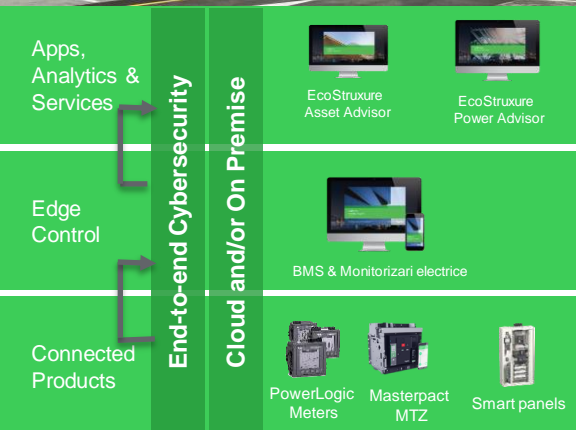 Apps,
Analytics &
Services
End-to-end Cybersecurity
Cloud and/or On Premise
EcoStruxure
Asset Advisor
EcoStruxure
Power Advisor
Edge
Control
BMS & Monitorizari electrice
Connected
Products
PowerLogic
Meters
Masterpact
MTZ
Smart panels